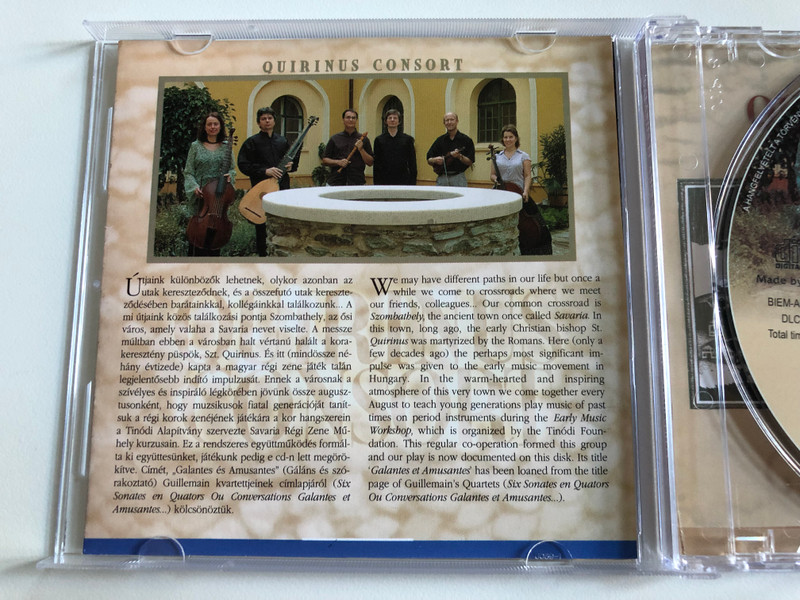 QUIRINUS CONSORT
Útjaink különbözők lehetnek, olykor azonban az
utak kereszteződnek, és a összefutó utak kereszte-
ződésében barátainkkal, kollégáinkkal találkozunk... A
mi útjaink közös találkozási pontja Szombathely, az ősi
város, amely valaha a Savaria nevet viselte. A messze
múltban ebben a városban halt vértanú halált a kora-
keresztény püspök, Szt. Quirinus. És itt (mindössze né-
hány évtizede) kapta a magyar régi zene játék talán
legjelentősebb indító impulzusát. Ennek a városnak a
szívélyes és inspiráló légkörében jövünk össze augusz-
tusonként, hogy muzsikusok fiatal generációját tanít-
suk a régi korok zenéjének játékára a kor hangszerein
a Tinódi Alapítvány szervezte Savaria Régi Zene Mű-
hely kurzusain. Ez a rendszeres együttműködés formál-
ta ki együttesünket, játékunk pedig e cd-n lett megörö-
kítve. Címét, „Galantes és Amusantes" (Gáláns és szó-
rakoztató) Guillemain kvartettjeinek címlapjáról (Six
Sonates en Quators Ou Conversations Galantes et
Amusantes...) kölcsönöztük.
We may have different paths in our life but once a
while we come to crossroads where we meet
our friends, colleagues... Our common crossroad is
Szombathely, the ancient town once called Savaria. In
this town, long ago, the early Christian bishop St.
Quirinus was martyrized by the Romans. Here (only a
few decades ago) the perhaps most significant im-
pulse was given to the early music movement in
Hungary. In the warm-hearted and inspiring
atmosphere of this very town we come together every
August to teach young generations play music of past
times on period instruments during the Early Music
Workshop, which is organized by the Tinódi Foun-
dation. This regular co-operation formed this group
and our play is now documented on this disk. Its title
'Galantes et Amusantes' has been loaned from the title
page of Guillemain's Quartets (Six Sonates en Quators
Ou Conversations Galantes et Amusantes...).
A HANGFELVÉTELT A TÖRVÉN
Made by
BIEM-A
DLC
Total tim